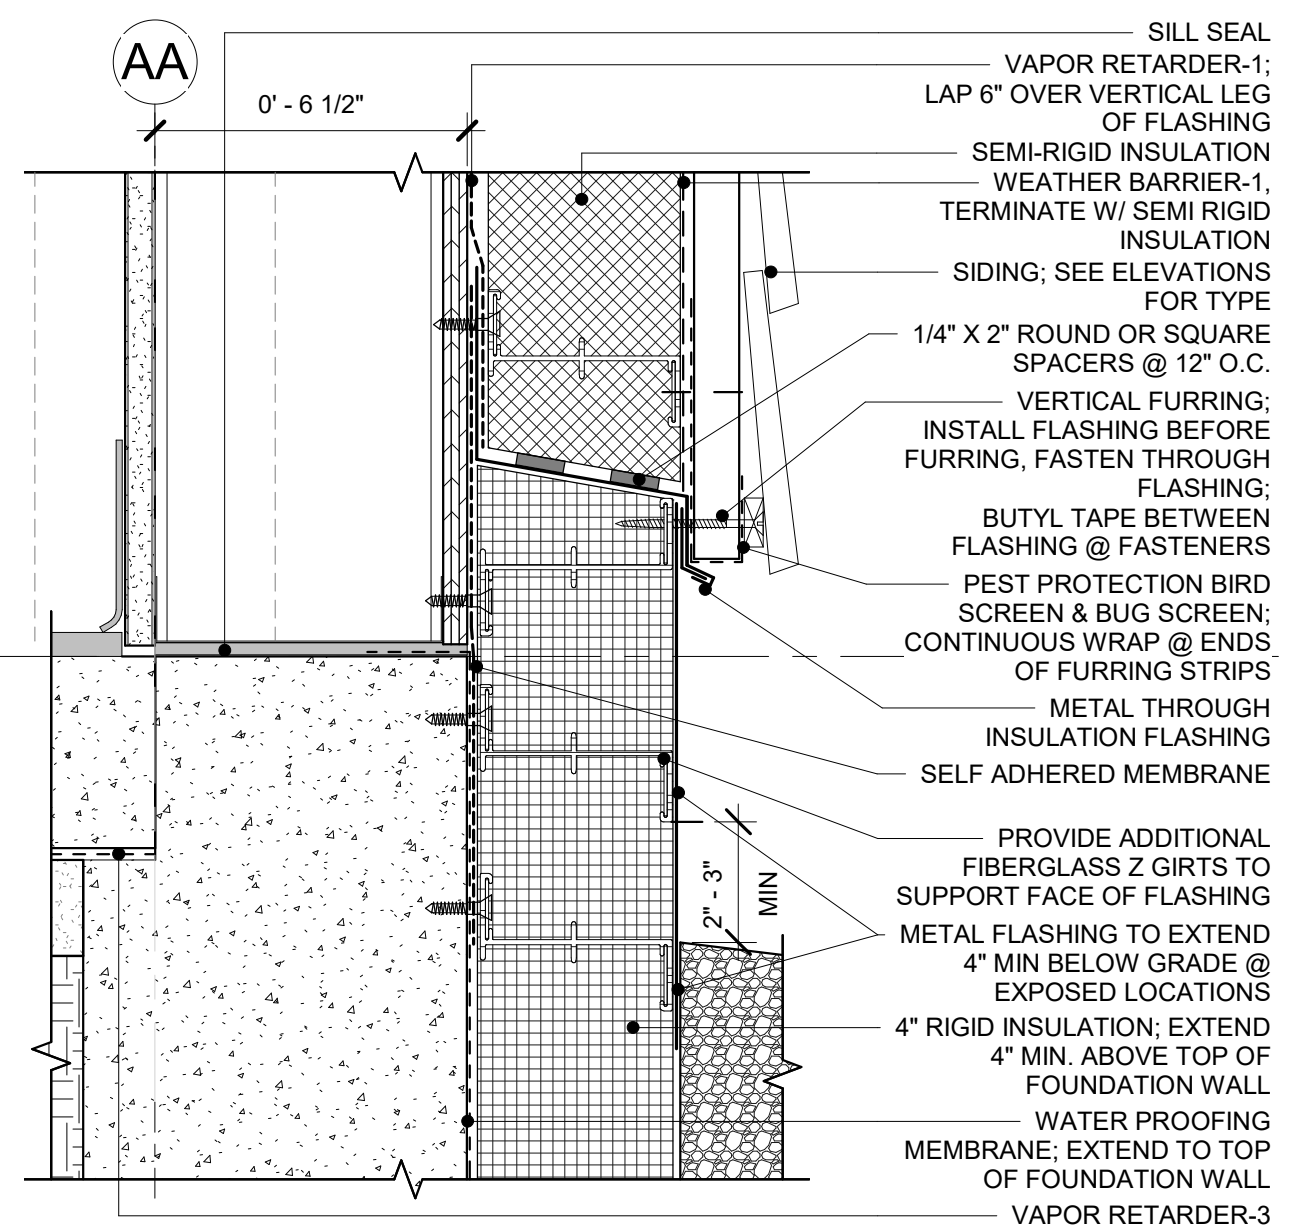 AA
0' - 6 1/2"
SILL SEAL
VAPOR RETARDER-1;
LAP 6" OVER VERTICAL LEG
OF FLASHING
SEMI-RIGID INSULATION
WEATHER BARRIER-1,
TERMINATE W/ SEMI RIGID
INSULATION
SIDING; SEE ELEVATIONS
FOR TYPE
1/4" X 2" ROUND OR SQUARE
SPACERS @ 12" O.C.
VERTICAL FURRING;
INSTALL FLASHING BEFORE
FURRING, FASTEN THROUGH
FLASHING;
BUTYL TAPE BETWEEN
FLASHING @ FASTENERS
PEST PROTECTION BIRD
SCREEN & BUG SCREEN;
CONTINUOUS WRAP @ ENDS
OF FURRING STRIPS
METAL THROUGH
INSULATION FLASHING
SELF ADHERED MEMBRANE
PROVIDE ADDITIONAL
FIBERGLASS Z GIRTS TO
SUPPORT FACE OF FLASHING
2" - 3"
MIN
METAL FLASHING TO EXTEND
4" MIN BELOW GRADE @
EXPOSED LOCATIONS
4" RIGID INSULATION; EXTEND
4" MIN. ABOVE TOP OF
FOUNDATION WALL
WATER PROOFING
MEMBRANE; EXTEND TO TOP
OF FOUNDATION WALL
VAPOR RETARDER-3